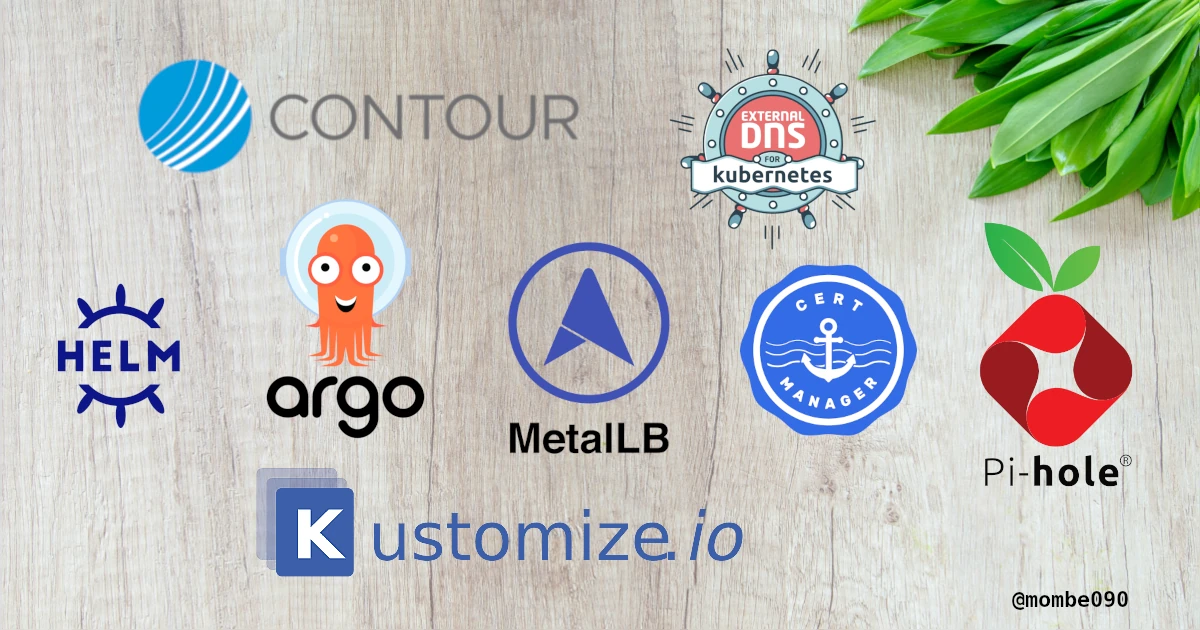 CONTOUR
EXTERNAL
DNS
FOR
kubernetes
HELM
argo
MetalLB
CERT
MANAGER
Pi-hole®
Kustomize.io
@mombe090